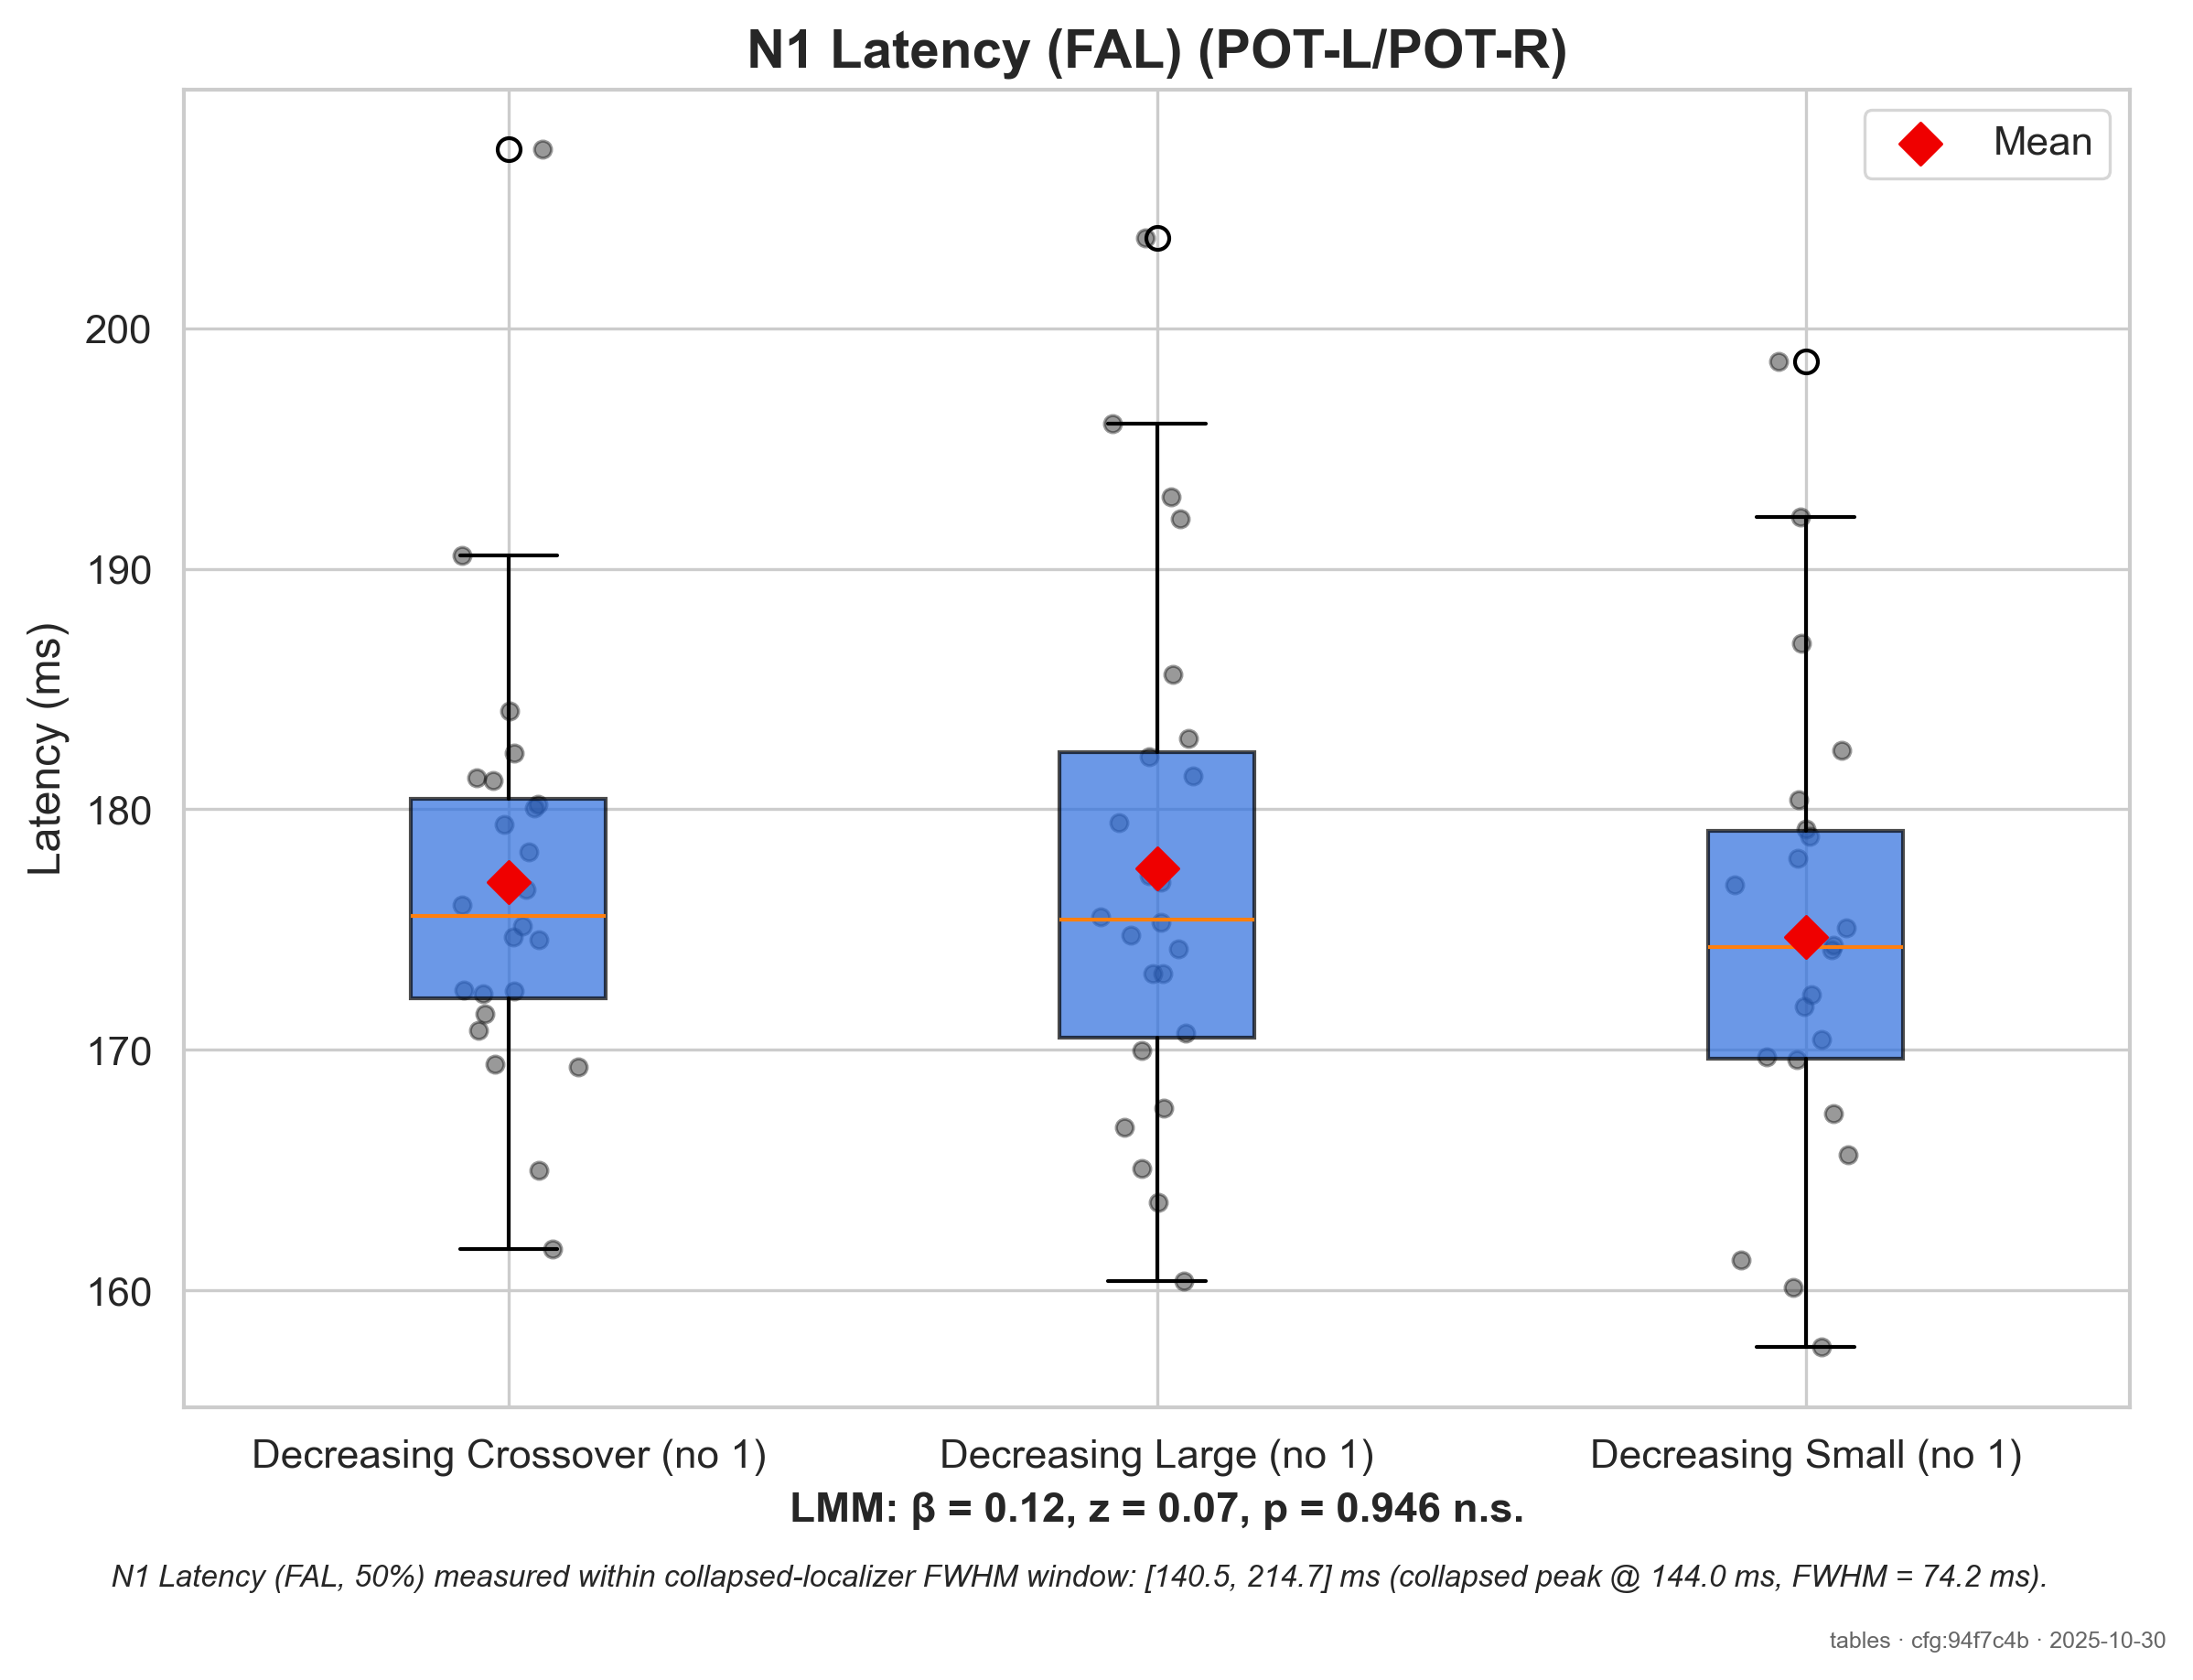 N1 Latency (FAL) (POT-L/POT-R)
Mean
Latency (ms)
200
190
180
170
160
Decreasing Crossover (no 1)
Decreasing Large (no 1)
Decreasing Small (no 1)
LMM: β = 0.12, z = 0.07, p = 0.946 n.s.
N1 Latency (FAL, 50%) measured within collapsed-localizer FWHM window: [140.5, 214.7] ms (collapsed peak @ 144.0 ms, FWHM = 74.2 ms).
tables · cfg:94f7c4b · 2025-10-30